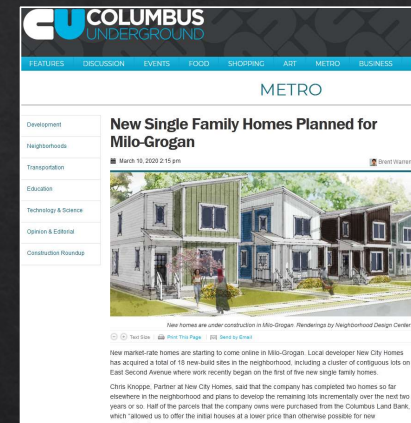 COLUMBUS
UNDERGROUND
FEATURES DISCUSSION EVENTS FOOD SHOPPING ART METRO BUSINESS
METRO
Development
Neighborhoods
Transportation
Education
Technology & Science
Opinion & Editorial
Construction Roundup
New Single Family Homes Planned for
Milo-Grogan
March 10, 2020 2:15 pm
Brent Warren
New homes are under construction in Milo-Grogan. Renderings by Neighborhood Design Center.
Text Size Print This Page Send by Email
New market-rate homes are starting to come online in Milo-Grogan. Local developer New City Homes
has acquired a total of 18 new-build sites in the neighborhood, including a cluster of contiguous lots on
East Second Avenue where work recently began on the first of five new single family homes.
Chris Knoppe, Partner at New City Homes, said that the company has completed two homes so far
elsewhere in the neighborhood and plans to develop the remaining lots incrementally over the next two
years or so. Half of the parcels that the company owns were purchased from the Columbus Land Bank,
which "allowed us to offer the initial houses at a lower price than otherwise possible for new